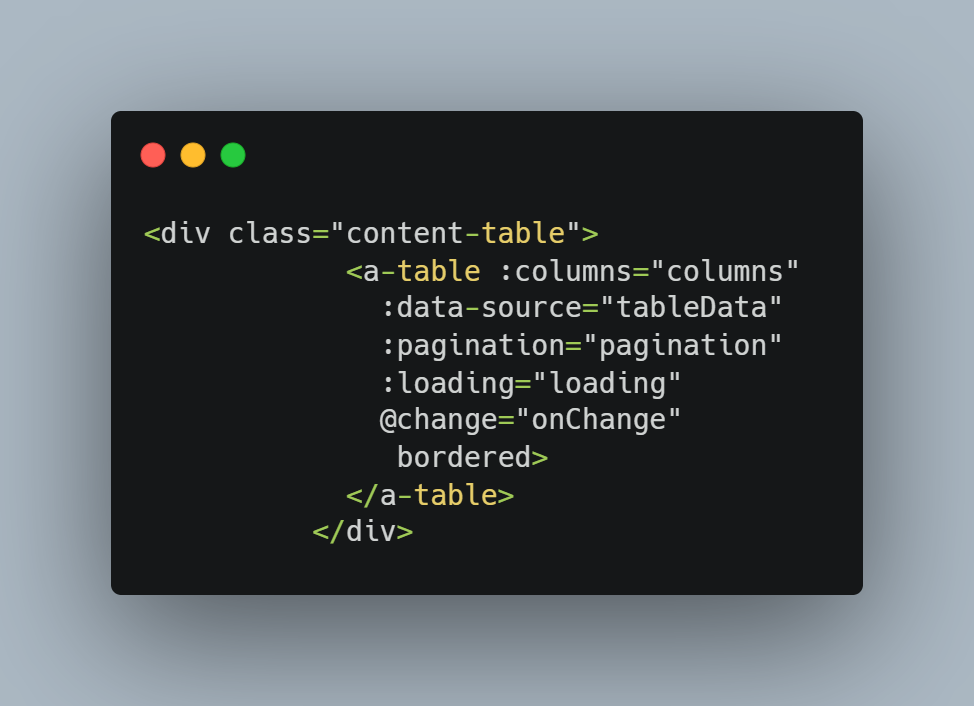 <div class="content-table">
<a-table :columns="columns"
:data-source="tableData"
:pagination="pagination"
:loading="loading"
@change="onChange"
bordered>
</a-table>
</div>